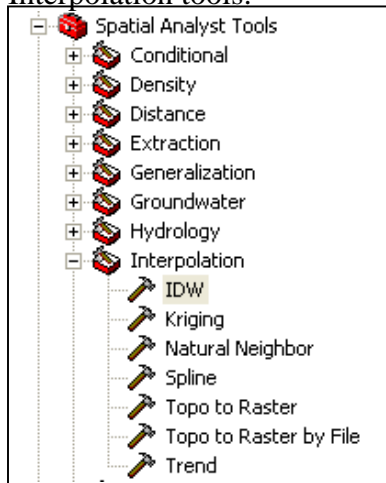 Interpolation tools:
Spatial Analyst Tools
Conditional
Density
Distance
Extraction
Generalization
Groundwater
Hydrology
Interpolation
IDW
Kriging
Natural Neighbor
Spline
Topo to Raster
Topo to Raster by File
Trend